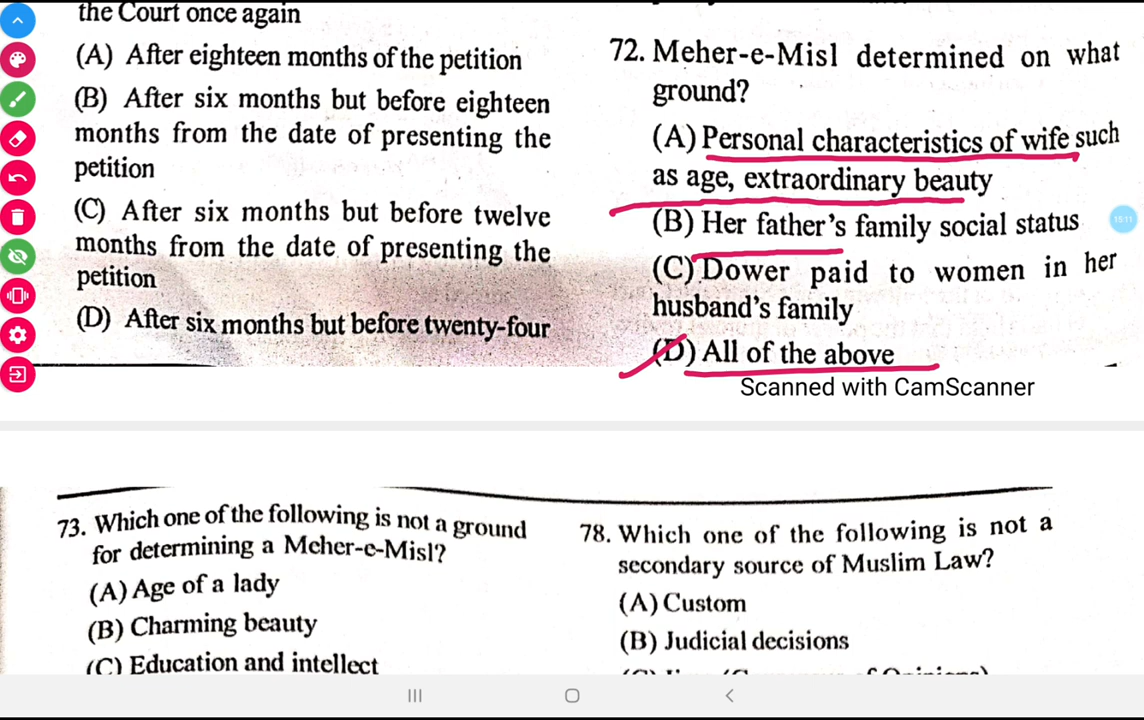 the Court once again
(A) After eighteen months of the petition
(B) After six months but before eighteen
months from the date of presenting the
petition
(C) After six months but before twelve
months from the date of presenting the
petition
(D) After six months but before twenty-four
72. Meher-e-Misl determined on what
ground?
(A) Personal characteristics of wife such
as age, extraordinary beauty
(B) Her father's family social status
(C) Dower paid to women in her
husband's family
(D) All of the above
Scanned with CamScanner
15:11
73. Which one of the following is not a ground
for determining a Meher-e-Misl?
(A) Age of a lady
(B) Charming beauty
(C) Education and intellect
78. Which one of the following is not a
secondary source of Muslim Law?
(A) Custom
(B) Judicial decisions